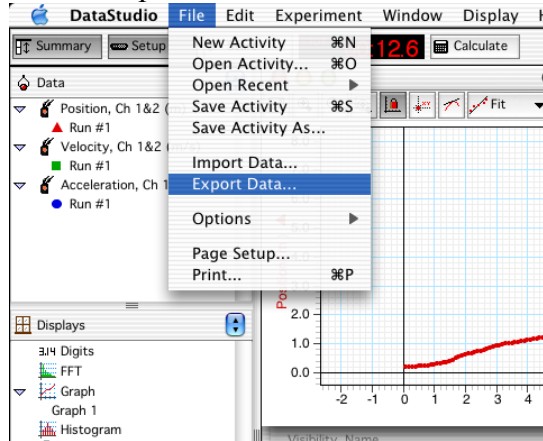 DataStudio File Edit Experiment Window Display
Summary Setup 12.6 Calculate
New Activity ⌘N
Open Activity... ⌘O
Open Recent
Save Activity ⌘S
Save Activity As...
Import Data...
Export Data...
Options
Page Setup...
Print... ⌘P
Data
Position, Ch 1&2
Run #1
Velocity, Ch 1&2
Run #1
Acceleration, Ch 1
Run #1
Fit
2.0
1.0
0.0
-2 -1 0 1 2 3 4
Displays
3.14 Digits
FFT
Graph
Graph 1
Histogram